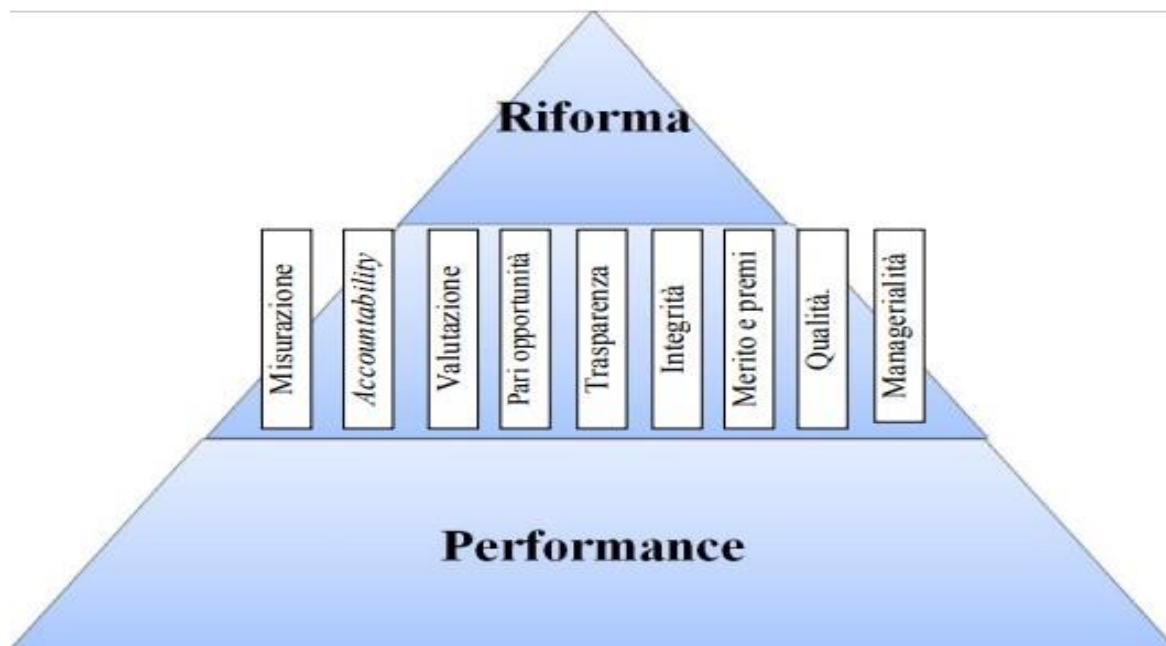 Riforma
Misurazione
Accountability
Valutazione
Pari opportunità
Trasparenza
Integrità
Merito e premi
Qualità.
Managerialità
Performance